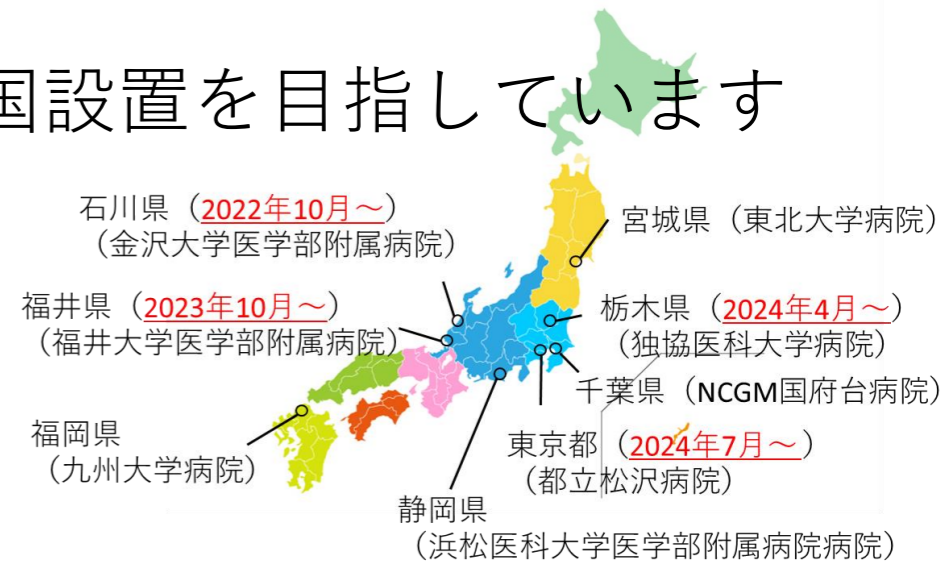 国設置を目指しています
石川県（2022年10月～）
（金沢大学医学部附属病院）
宮城県（東北大学病院）
福井県（2023年10月～）
（福井大学医学部附属病院）
栃木県（2024年4月～）
（独協医科大学病院）
千葉県（NCGM国府台病院）
福岡県
（九州大学病院）
東京都（2024年7月～）
（都立松沢病院）
静岡県
（浜松医科大学医学部附属病院病院）